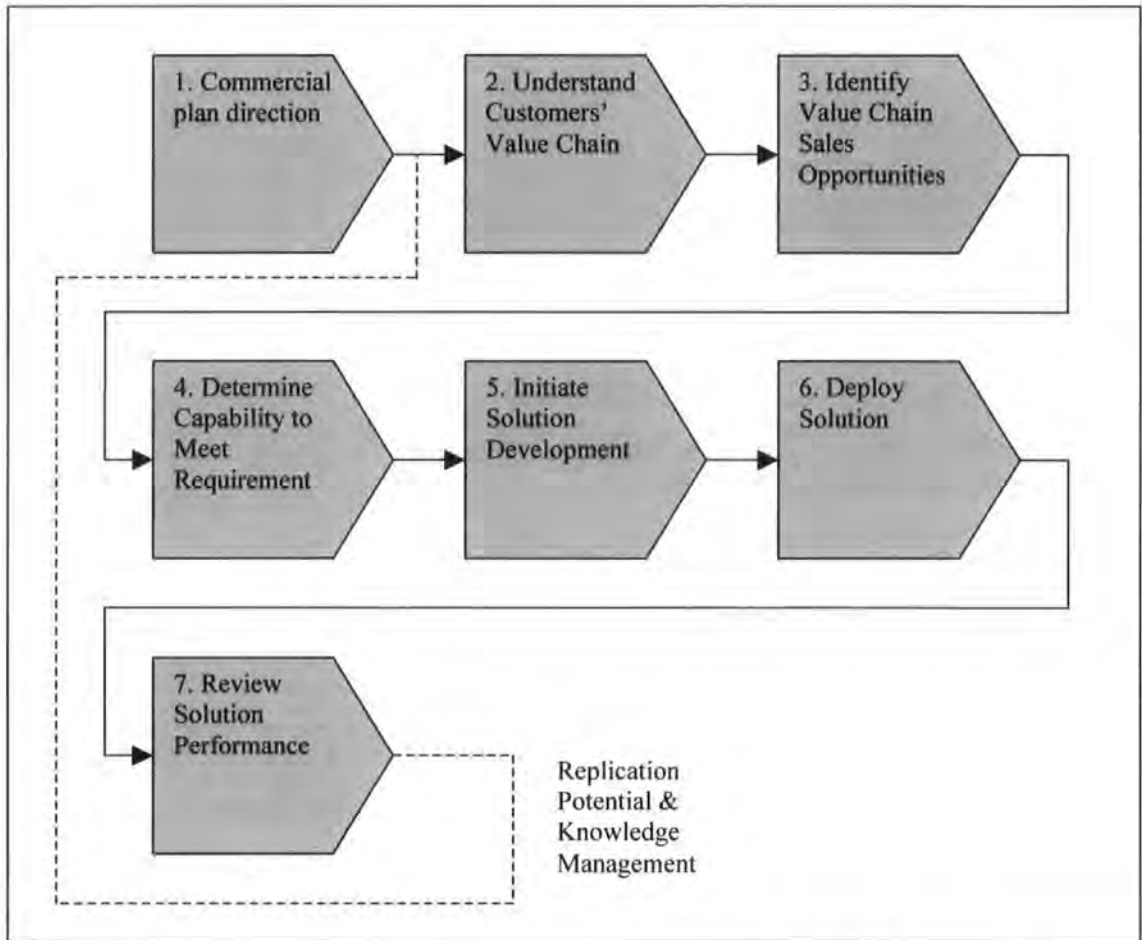 1. Commercial
plan direction
2. Understand
Customers'
Value Chain
3. Identify
Value Chain
Sales
Opportunities
4. Determine
Capability to
Meet
Requirement
5. Initiate
Solution
Development
6. Deploy
Solution
7. Review
Solution
Performance
Replication
Potential &
Knowledge
Management